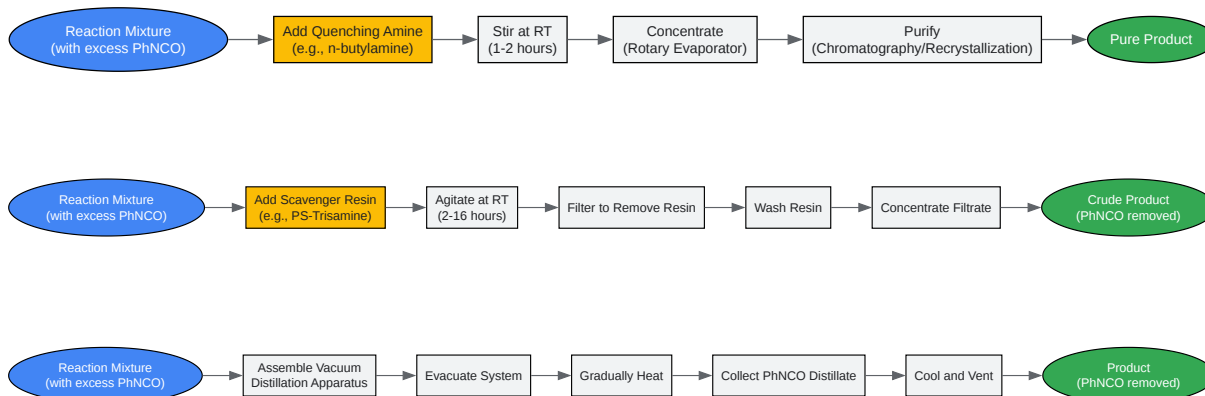 Reaction Mixture
(with excess PhNCO)
Add Quenching Amine
(e.g., n-butylamine)
Stir at RT
(1-2 hours)
Concentrate
(Rotary Evaporator)
Purify
(Chromatography/Recrystallization)
Pure Product
Reaction Mixture
(with excess PhNCO)
Add Scavenger Resin
(e.g., PS-Trisamine)
Agitate at RT
(2-16 hours)
Filter to Remove Resin
Wash Resin
Concentrate Filtrate
Crude Product
(PhNCO removed)
Reaction Mixture
(with excess PhNCO)
Assemble Vacuum
Distillation Apparatus
Evacuate System
Gradually Heat
Collect PhNCO Distillate
Cool and Vent
Product
(PhNCO removed)